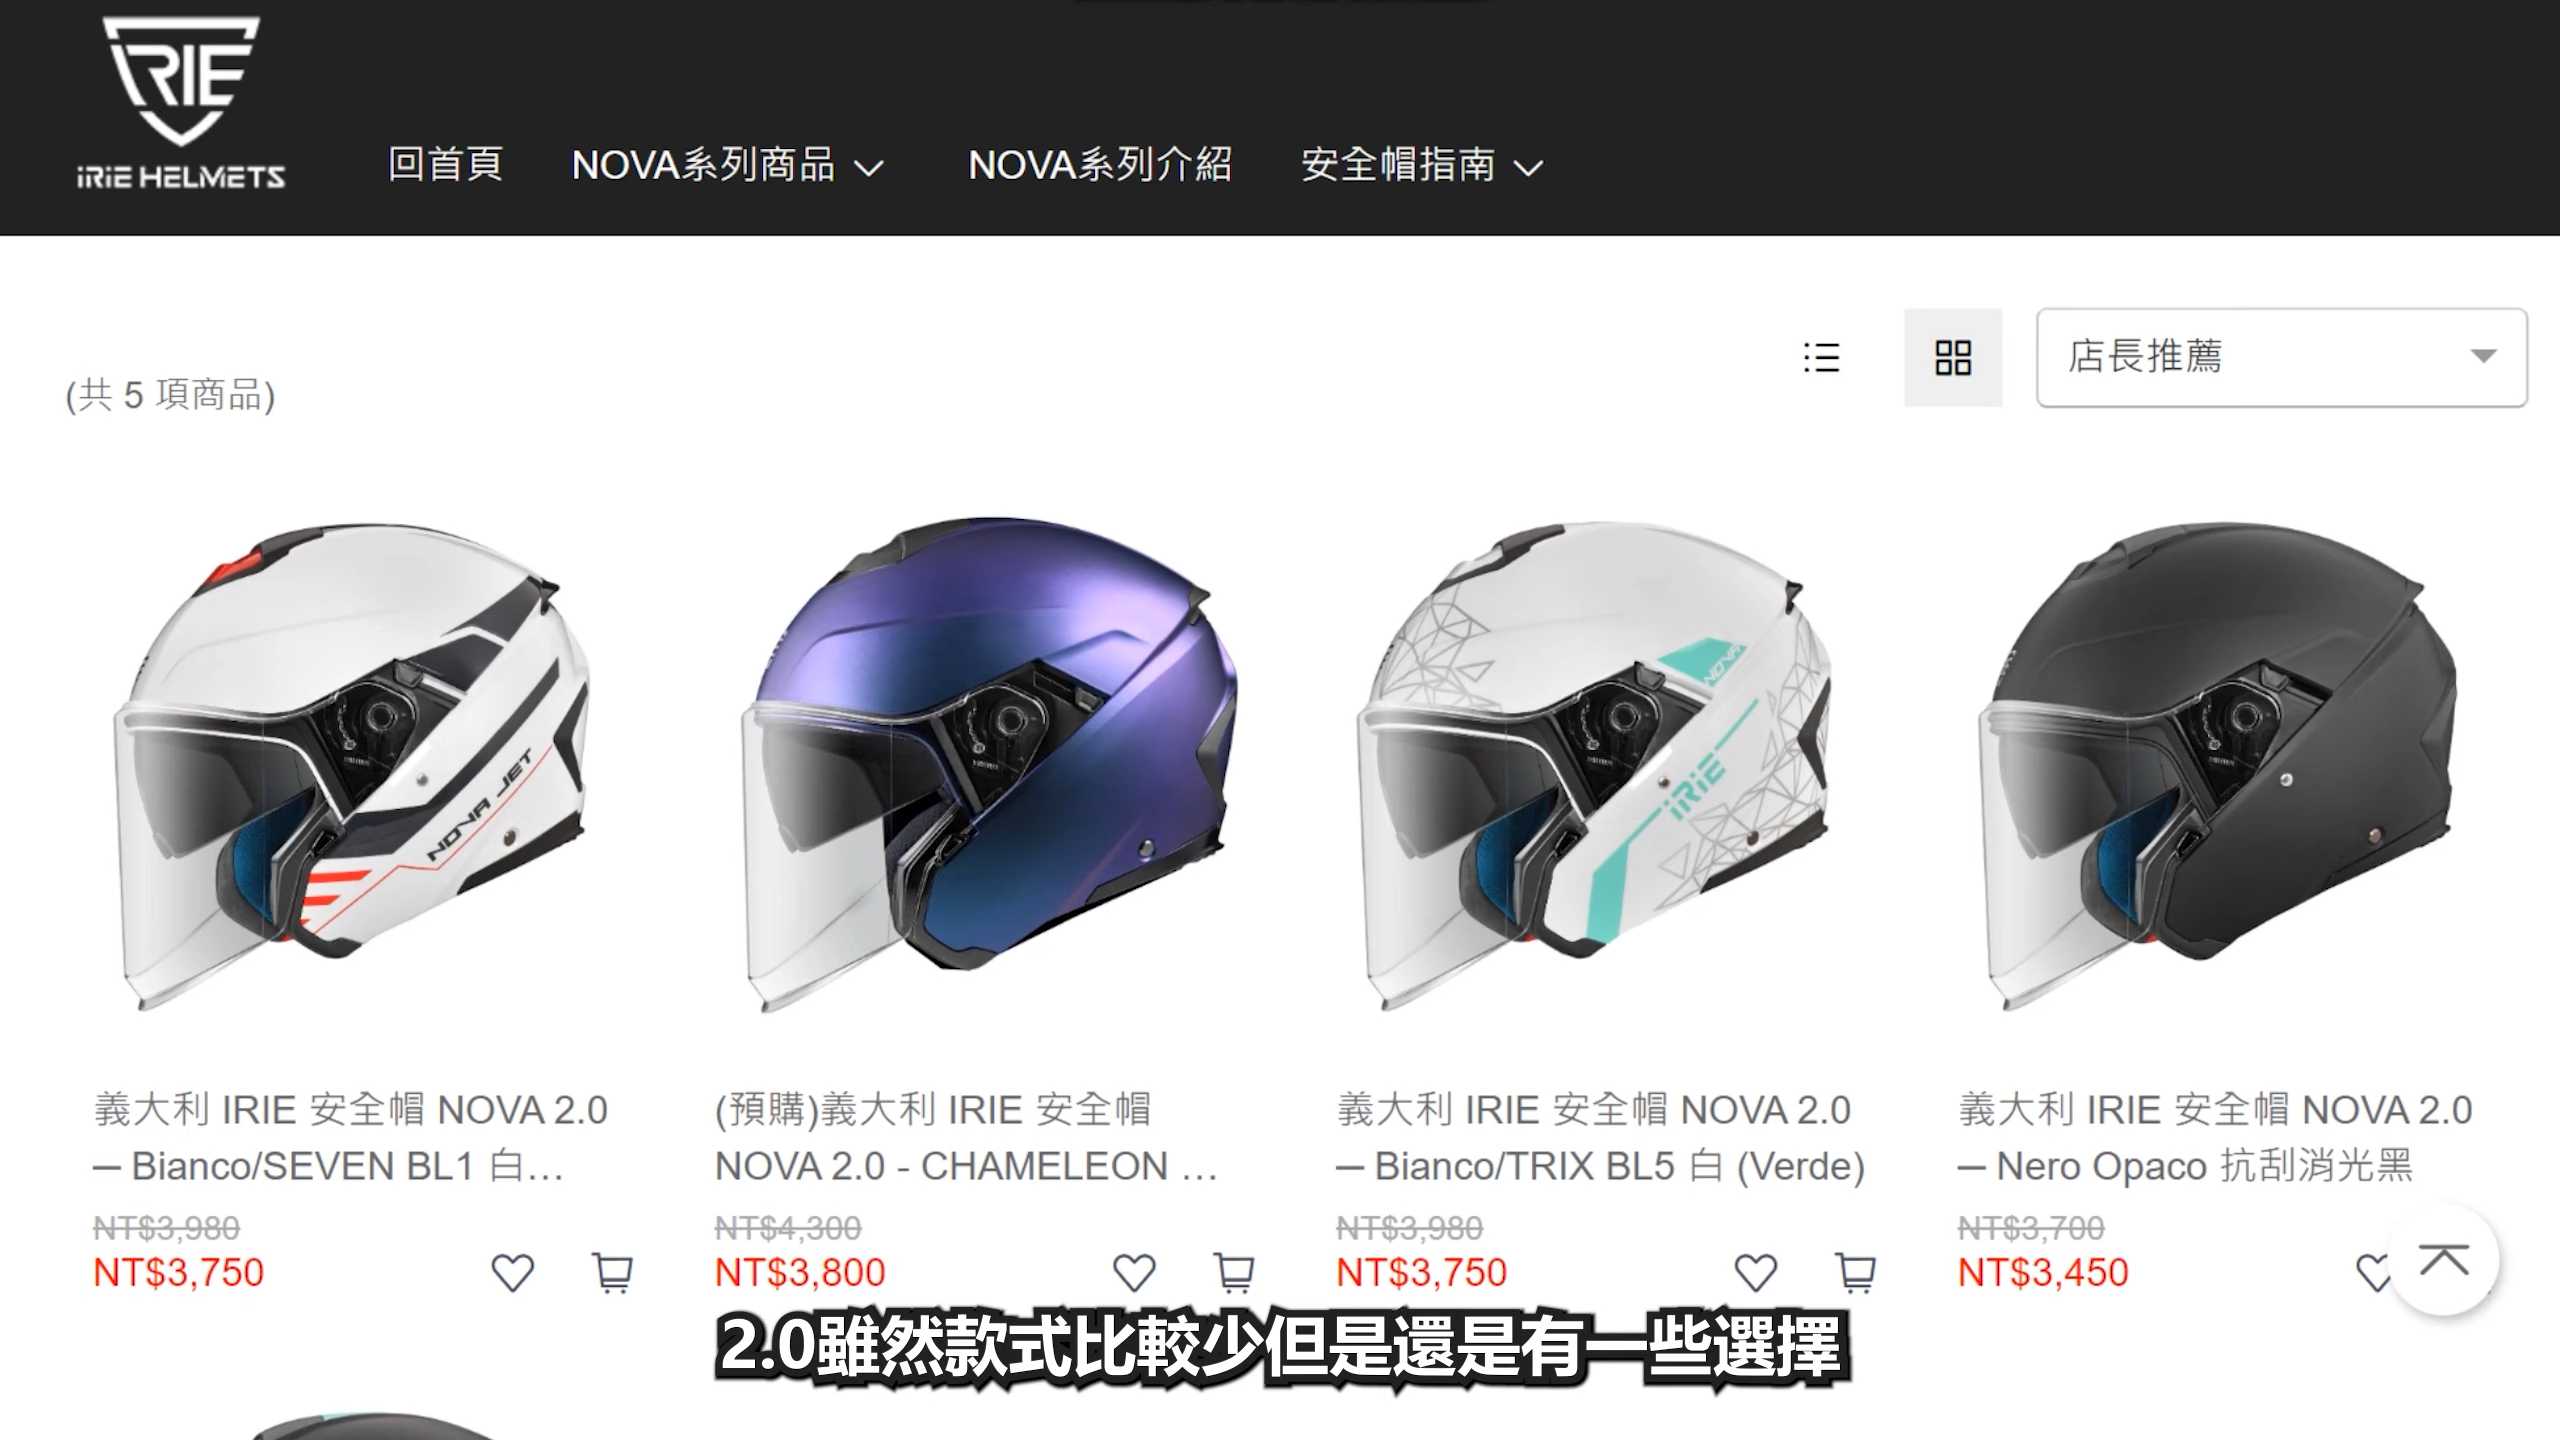 IRIE
IRIE HELMETS
回首頁
NOVA系列商品
NOVA系列介紹
安全帽指南
(共 5 項商品)
店長推薦
NOVA JET
NOVA
IRIE
義大利 IRIE 安全帽 NOVA 2.0
— Bianco/SEVEN BL1 白...
NT$3,980
NT$3,750
(預購)義大利 IRIE 安全帽
NOVA 2.0 - CHAMELEON ...
NT$4,300
NT$3,800
義大利 IRIE 安全帽 NOVA 2.0
— Bianco/TRIX BL5 白 (Verde)
NT$3,980
NT$3,750
義大利 IRIE 安全帽 NOVA 2.0
— Nero Opaco 抗刮消光黑
NT$3,700
NT$3,450
2.0雖然款式比較少但是還是有一些選擇